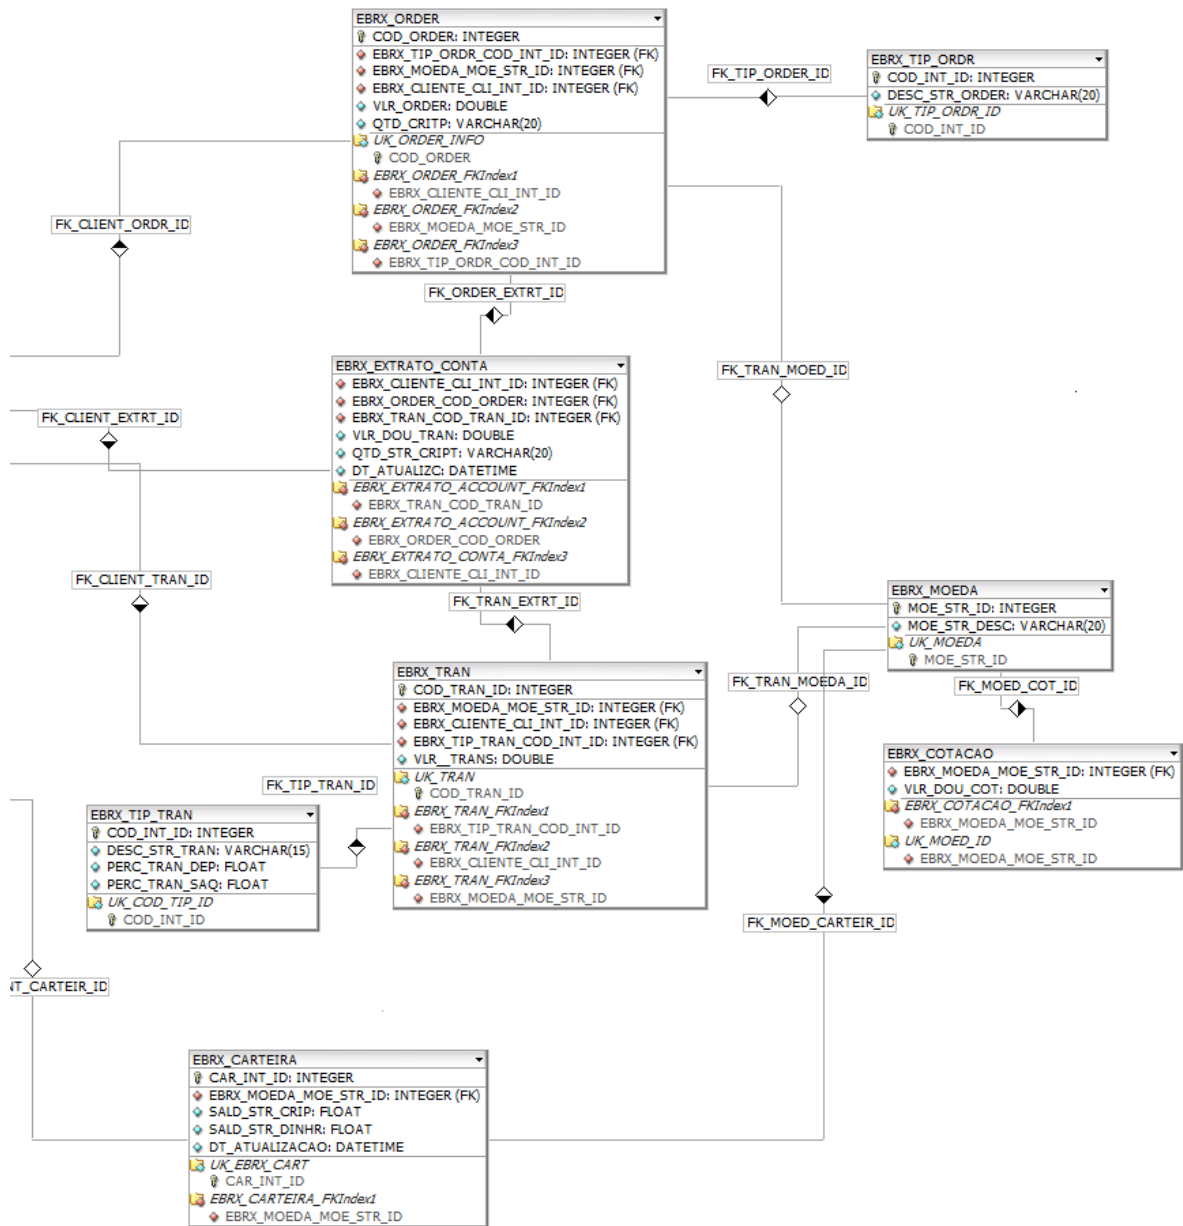 EBRX_ORDER
COD_ORDER: INTEGER
EBRX_TIP_ORDR_COD_INT_ID: INTEGER (FK)
EBRX_MOEDA_MOE_STR_ID: INTEGER (FK)
EBRX_CLIENTE_CLI_INT_ID: INTEGER (FK)
VLR_ORDER: DOUBLE
QTD_CRITP: VARCHAR(20)
UK_ORDER_INFO
COD_ORDER
EBRX_ORDER_FKIndex1
EBRX_CLIENTE_CLI_INT_ID
EBRX_ORDER_FKIndex2
EBRX_MOEDA_MOE_STR_ID
EBRX_ORDER_FKIndex3
EBRX_TIP_ORDR_COD_INT_ID
FK_TIP_ORDER_ID
EBRX_TIP_ORDR
COD_INT_ID: INTEGER
DESC_STR_ORDER: VARCHAR(20)
UK_TIP_ORDR_ID
COD_INT_ID
FK_CLIENT_ORDR_ID
FK_ORDER_EXTRT_ID
FK_TRAN_MOED_ID
EBRX_EXTRATO_CONTA
EBRX_CLIENTE_CLI_INT_ID: INTEGER (FK)
EBRX_ORDER_COD_ORDER: INTEGER (FK)
EBRX_TRAN_COD_TRAN_ID: INTEGER (FK)
VLR_DOU_TRAN: DOUBLE
QTD_STR_CRIPT: VARCHAR(20)
DT_ATUALIZC: DATETIME
EBRX_EXTRATO_ACCOUNT_FKIndex1
EBRX_TRAN_COD_TRAN_ID
EBRX_EXTRATO_ACCOUNT_FKIndex2
EBRX_ORDER_COD_ORDER
EBRX_EXTRATO_CONTA_FKIndex3
EBRX_CLIENTE_CLI_INT_ID
FK_CLIENT_EXTRT_ID
FK_CLIENT_TRAN_ID
FK_TRAN_EXTRT_ID
EBRX_MOEDA
MOE_STR_ID: INTEGER
MOE_STR_DESC: VARCHAR(20)
UK_MOEDA
MOE_STR_ID
FK_TRAN_MOEDA_ID
FK_MOED_COT_ID
EBRX_TRAN
COD_TRAN_ID: INTEGER
EBRX_MOEDA_MOE_STR_ID: INTEGER (FK)
EBRX_CLIENTE_CLI_INT_ID: INTEGER (FK)
EBRX_TIP_TRAN_COD_INT_ID: INTEGER (FK)
VLR__TRANS: DOUBLE
UK_TRAN
COD_TRAN_ID
EBRX_TRAN_FKIndex1
EBRX_TIP_TRAN_COD_INT_ID
EBRX_TRAN_FKIndex2
EBRX_CLIENTE_CLI_INT_ID
EBRX_TRAN_FKIndex3
EBRX_MOEDA_MOE_STR_ID
EBRX_COTACAO
EBRX_MOEDA_MOE_STR_ID: INTEGER (FK)
VLR_DOU_COT: DOUBLE
EBRX_COTACAO_FKIndex1
EBRX_MOEDA_MOE_STR_ID
UK_MOED_ID
EBRX_MOEDA_MOE_STR_ID
FK_TIP_TRAN_ID
EBRX_TIP_TRAN
COD_INT_ID: INTEGER
DESC_STR_TRAN: VARCHAR(15)
PERC_TRAN_DEP: FLOAT
PERC_TRAN_SAQ: FLOAT
UK_COD_TIP_ID
COD_INT_ID
FK_MOED_CARTEIR_ID
NT_CARTEIR_ID
EBRX_CARTEIRA
CAR_INT_ID: INTEGER
EBRX_MOEDA_MOE_STR_ID: INTEGER (FK)
SALD_STR_CRIP: FLOAT
SALD_STR_DINHR: FLOAT
DT_ATUALIZACAO: DATETIME
UK_EBRX_CART
CAR_INT_ID
EBRX_CARTEIRA_FKIndex1
EBRX_MOEDA_MOE_STR_ID